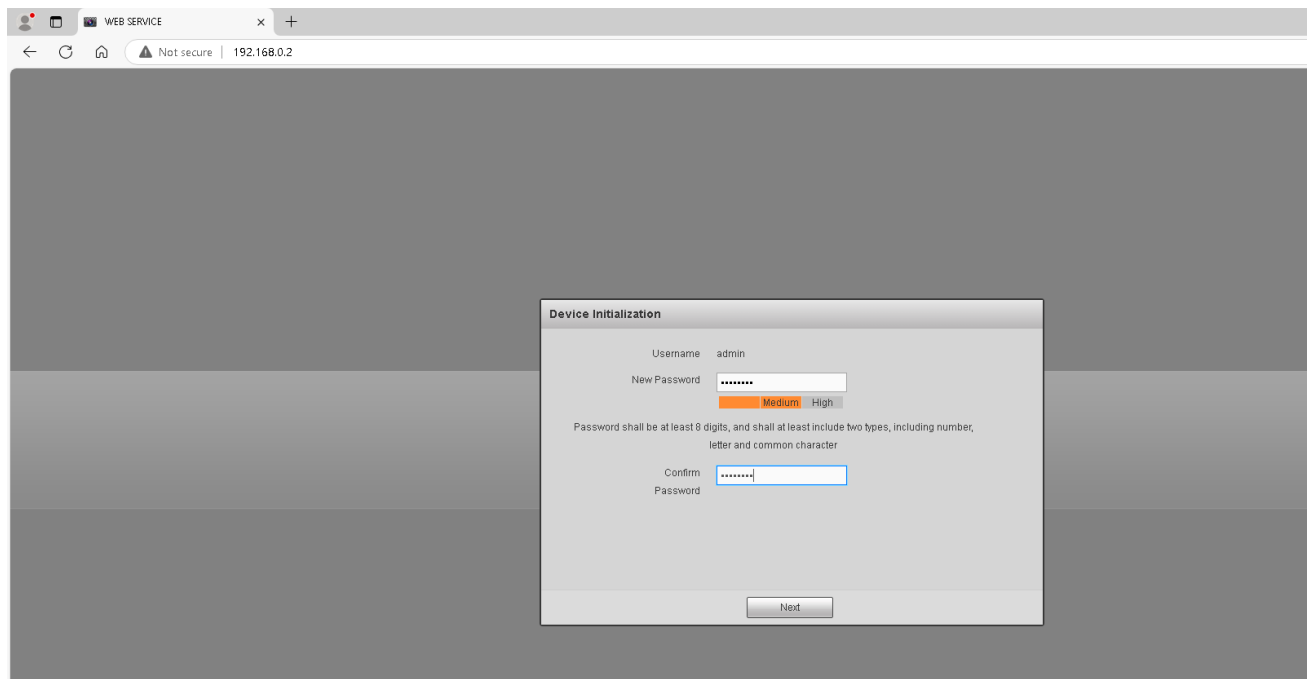 WEB SERVICE
Not secure | 192.168.0.2
Device Initialization
Username admin
New Password ••••••••
Medium High
Password shall be at least 8 digits, and shall at least include two types, including number,
letter and common character
Confirm
Password ••••••••
Next